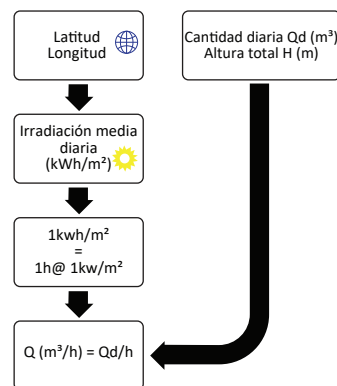 Latitud
Longitud
Cantidad diaria Qd (m³)
Altura total H (m)
Irradiación media
diaria
(kWh/m²)
1kwh/m²
=
1h@ 1kw/m²
Q (m³/h) = Qd/h